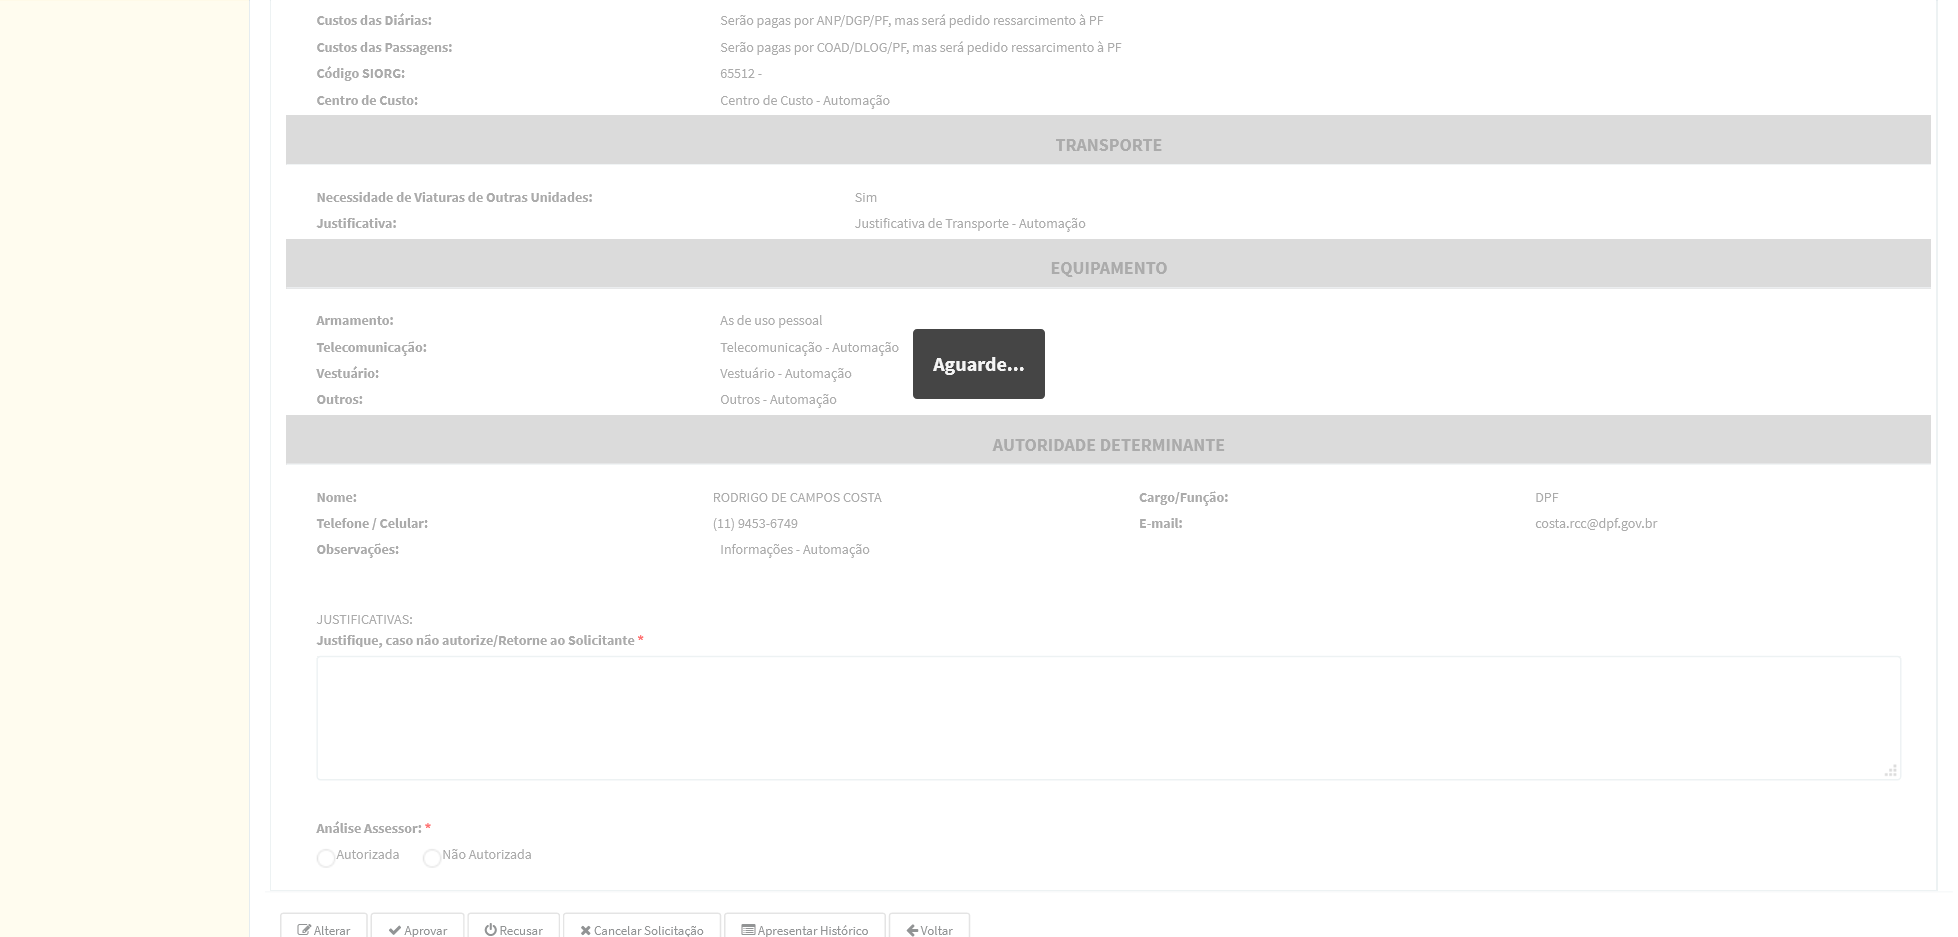 Custos das Diárias: Serão pagas por ANP/DGP/PF, mas será pedido ressarcimento à PF
Custos das Passagens: Serão pagas por COAD/DLOG/PF, mas será pedido ressarcimento à PF
Código SIORG: 65512 -
Centro de Custo: Centro de Custo - Automação
TRANSPORTE
Necessidade de Viaturas de Outras Unidades: Sim
Justificativa: Justificativa de Transporte - Automação
EQUIPAMENTO
Armamento: As de uso pessoal
Telecomunicação: Telecomunicação - Automação
Aguarde...
Vestuário: Vestuário - Automação
Outros: Outros - Automação
AUTORIDADE DETERMINANTE
Nome: RODRIGO DE CAMPOS COSTA Cargo/Função: DPF
Telefone / Celular: (11) 9453-6749 E-mail: costa.rcc@dpf.gov.br
Observações: Informações - Automação
JUSTIFICATIVAS:
Justifique, caso não autorize/Retorne ao Solicitante *
Análise Assessor: *
Autorizada Não Autorizada
Alterar Aprovar Recusar Cancelar Solicitação Apresentar Histórico Voltar